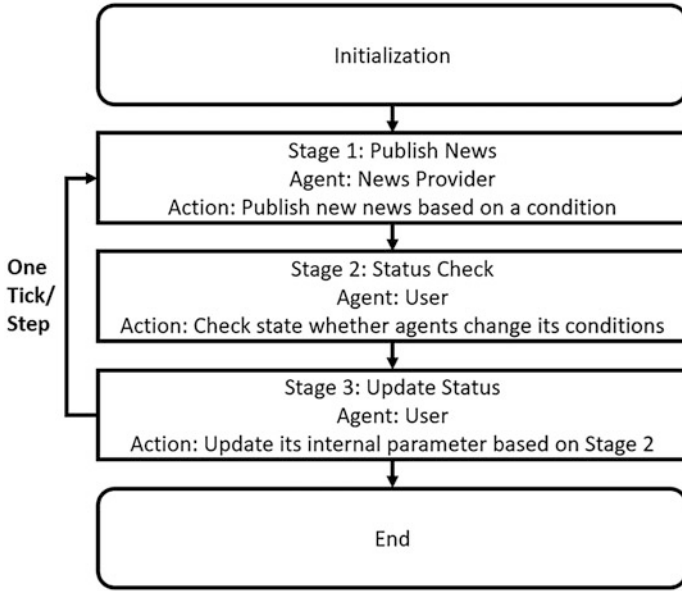 Initialization
Stage 1: Publish News
Agent: News Provider
Action: Publish new news based on a condition
One
Tick/
Step
Stage 2: Status Check
Agent: User
Action: Check state whether agents change its conditions
Stage 3: Update Status
Agent: User
Action: Update its internal parameter based on Stage 2
End